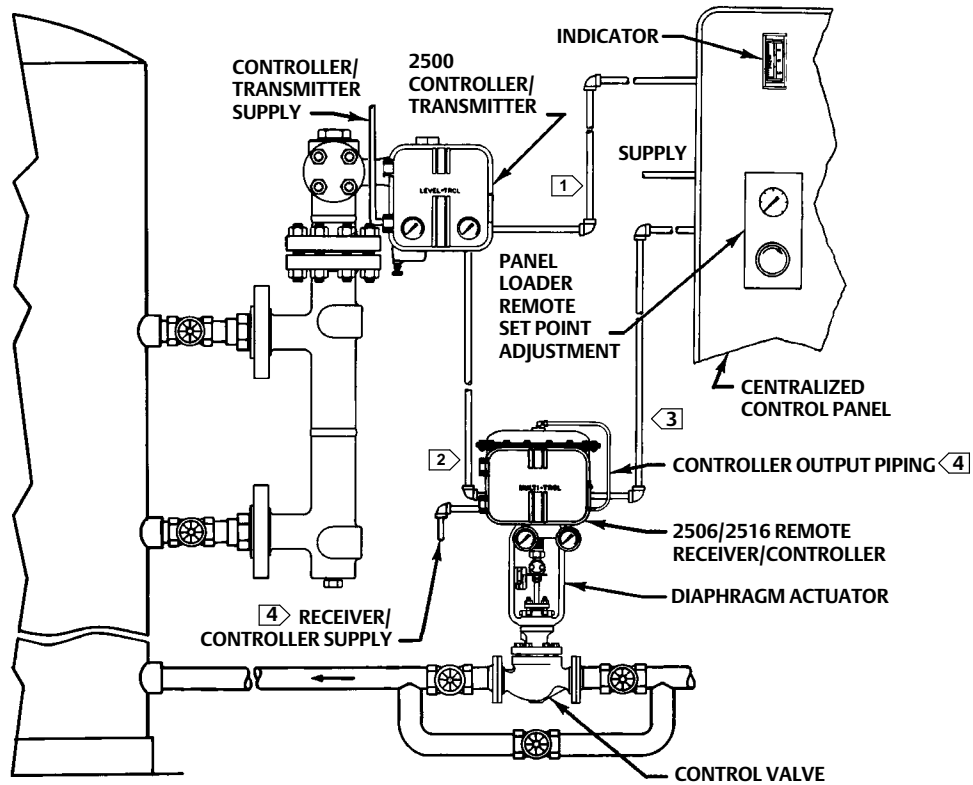 INDICATOR
CONTROLLER/
TRANSMITTER
SUPPLY
2500
CONTROLLER/
TRANSMITTER
SUPPLY
1
LEVEL-TROL
PANEL
LOADER
REMOTE
SET POINT
ADJUSTMENT
CENTRALIZED
CONTROL PANEL
3
2
CONTROLLER OUTPUT PIPING 4
MULTI-TROL
2506/2516 REMOTE
RECEIVER/CONTROLLER
DIAPHRAGM ACTUATOR
4 RECEIVER/
CONTROLLER SUPPLY
CONTROL VALVE